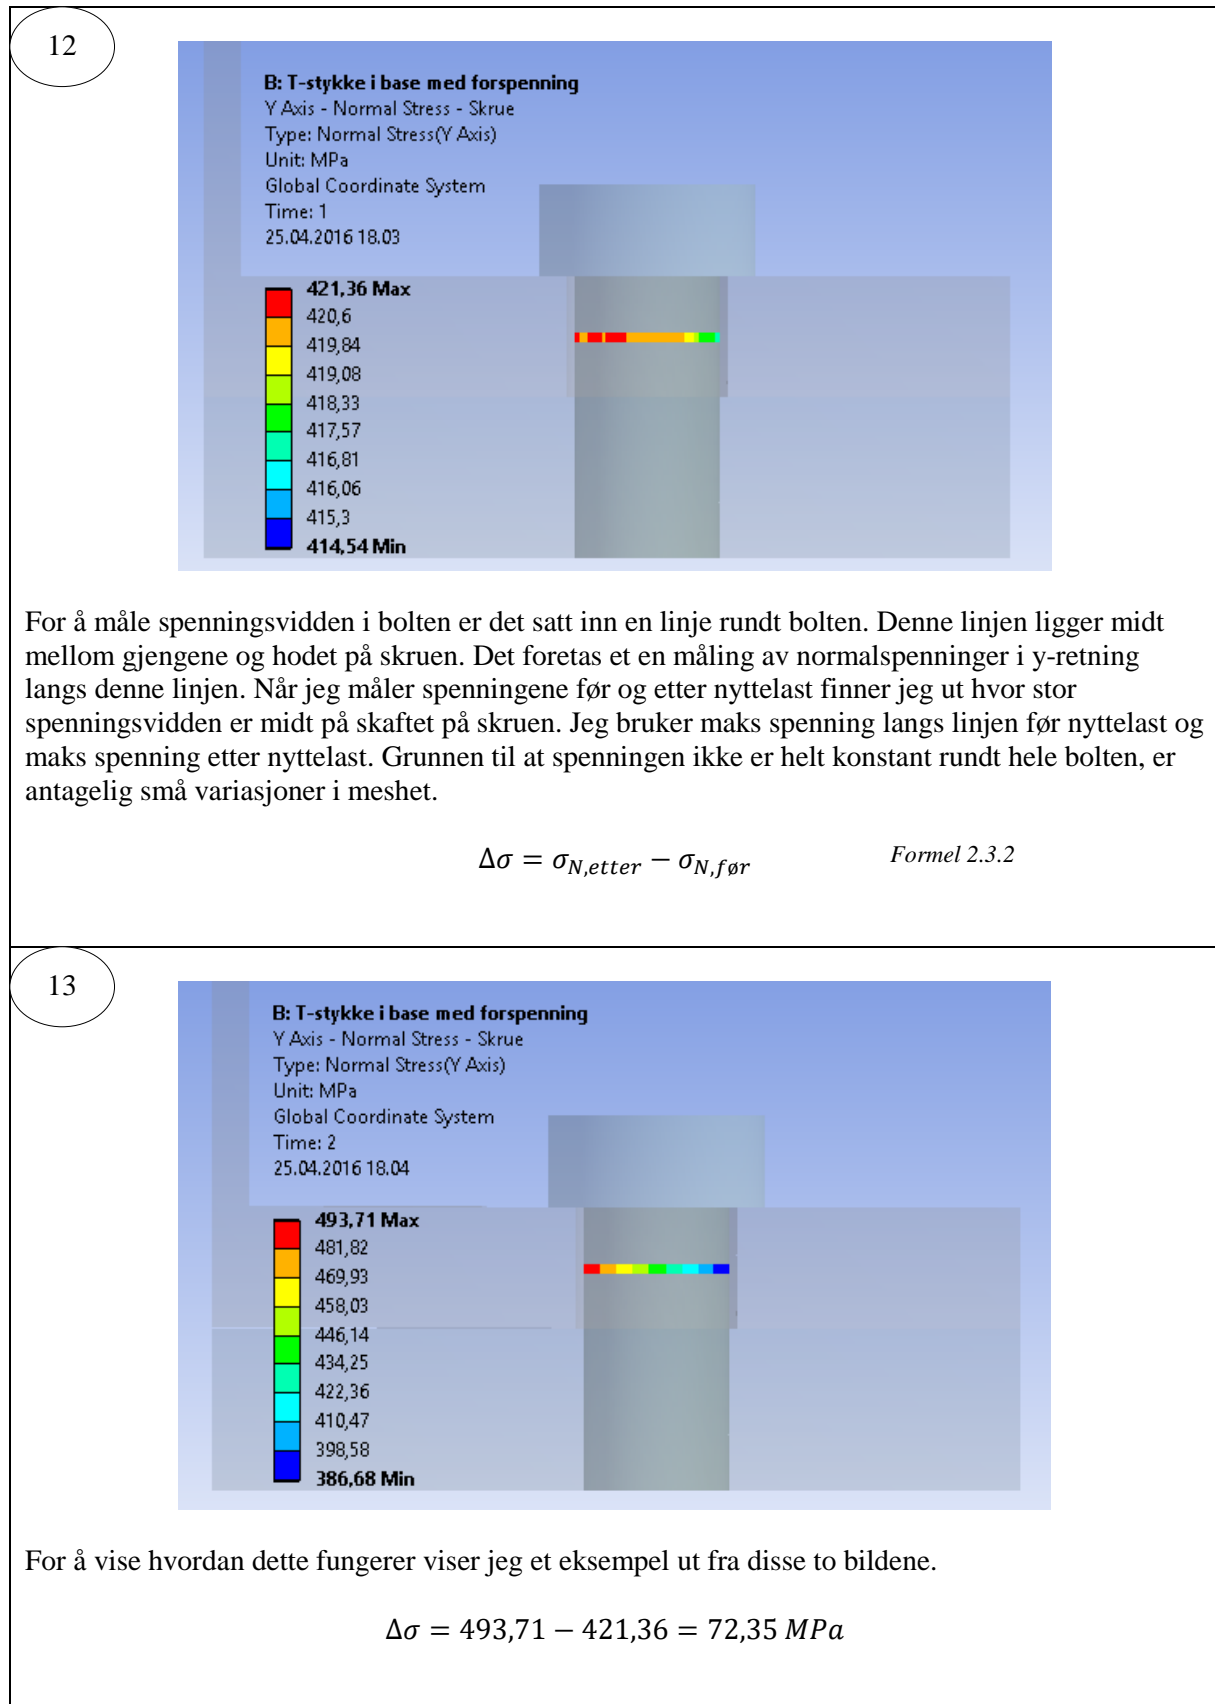 12
B: T-stykke i base med forspenning
Y Axis - Normal Stress - Skrue
Type: Normal Stress(Y Axis)
Unit: MPa
Global Coordinate System
Time: 1
25.04.2016 18.03
421,36 Max
420,6
419,84
419,08
418,33
417,57
416,81
416,06
415,3
414,54 Min
For å måle spenningsvidden i bolten er det satt inn en linje rundt bolten. Denne linjen ligger midt
mellom gjengene og hodet på skruen. Det foretas et en måling av normalspenninger i y-retning
langs denne linjen. Når jeg måler spenningene før og etter nyttelast finner jeg ut hvor stor
spenningsvidden er midt på skaftet på skruen. Jeg bruker maks spenning langs linjen før nyttelast og
maks spenning etter nyttelast. Grunnen til at spenningen ikke er helt konstant rundt hele bolten, er
antagelig små variasjoner i meshet.
Δσ = σ_{N,etter} − σ_{N,før} Formel 2.3.2
13
B: T-stykke i base med forspenning
Y Axis - Normal Stress - Skrue
Type: Normal Stress(Y Axis)
Unit: MPa
Global Coordinate System
Time: 2
25.04.2016 18.04
493,71 Max
481,82
469,93
458,03
446,14
434,25
422,36
410,47
398,58
386,68 Min
For å vise hvordan dette fungerer viser jeg et eksempel ut fra disse to bildene.
Δσ = 493,71 − 421,36 = 72,35 MPa